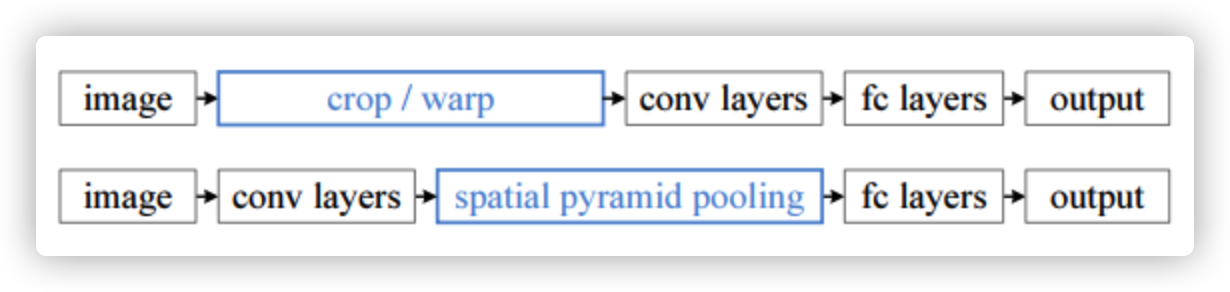 image crop / warp conv layers fc layers output
image conv layers spatial pyramid pooling fc layers output